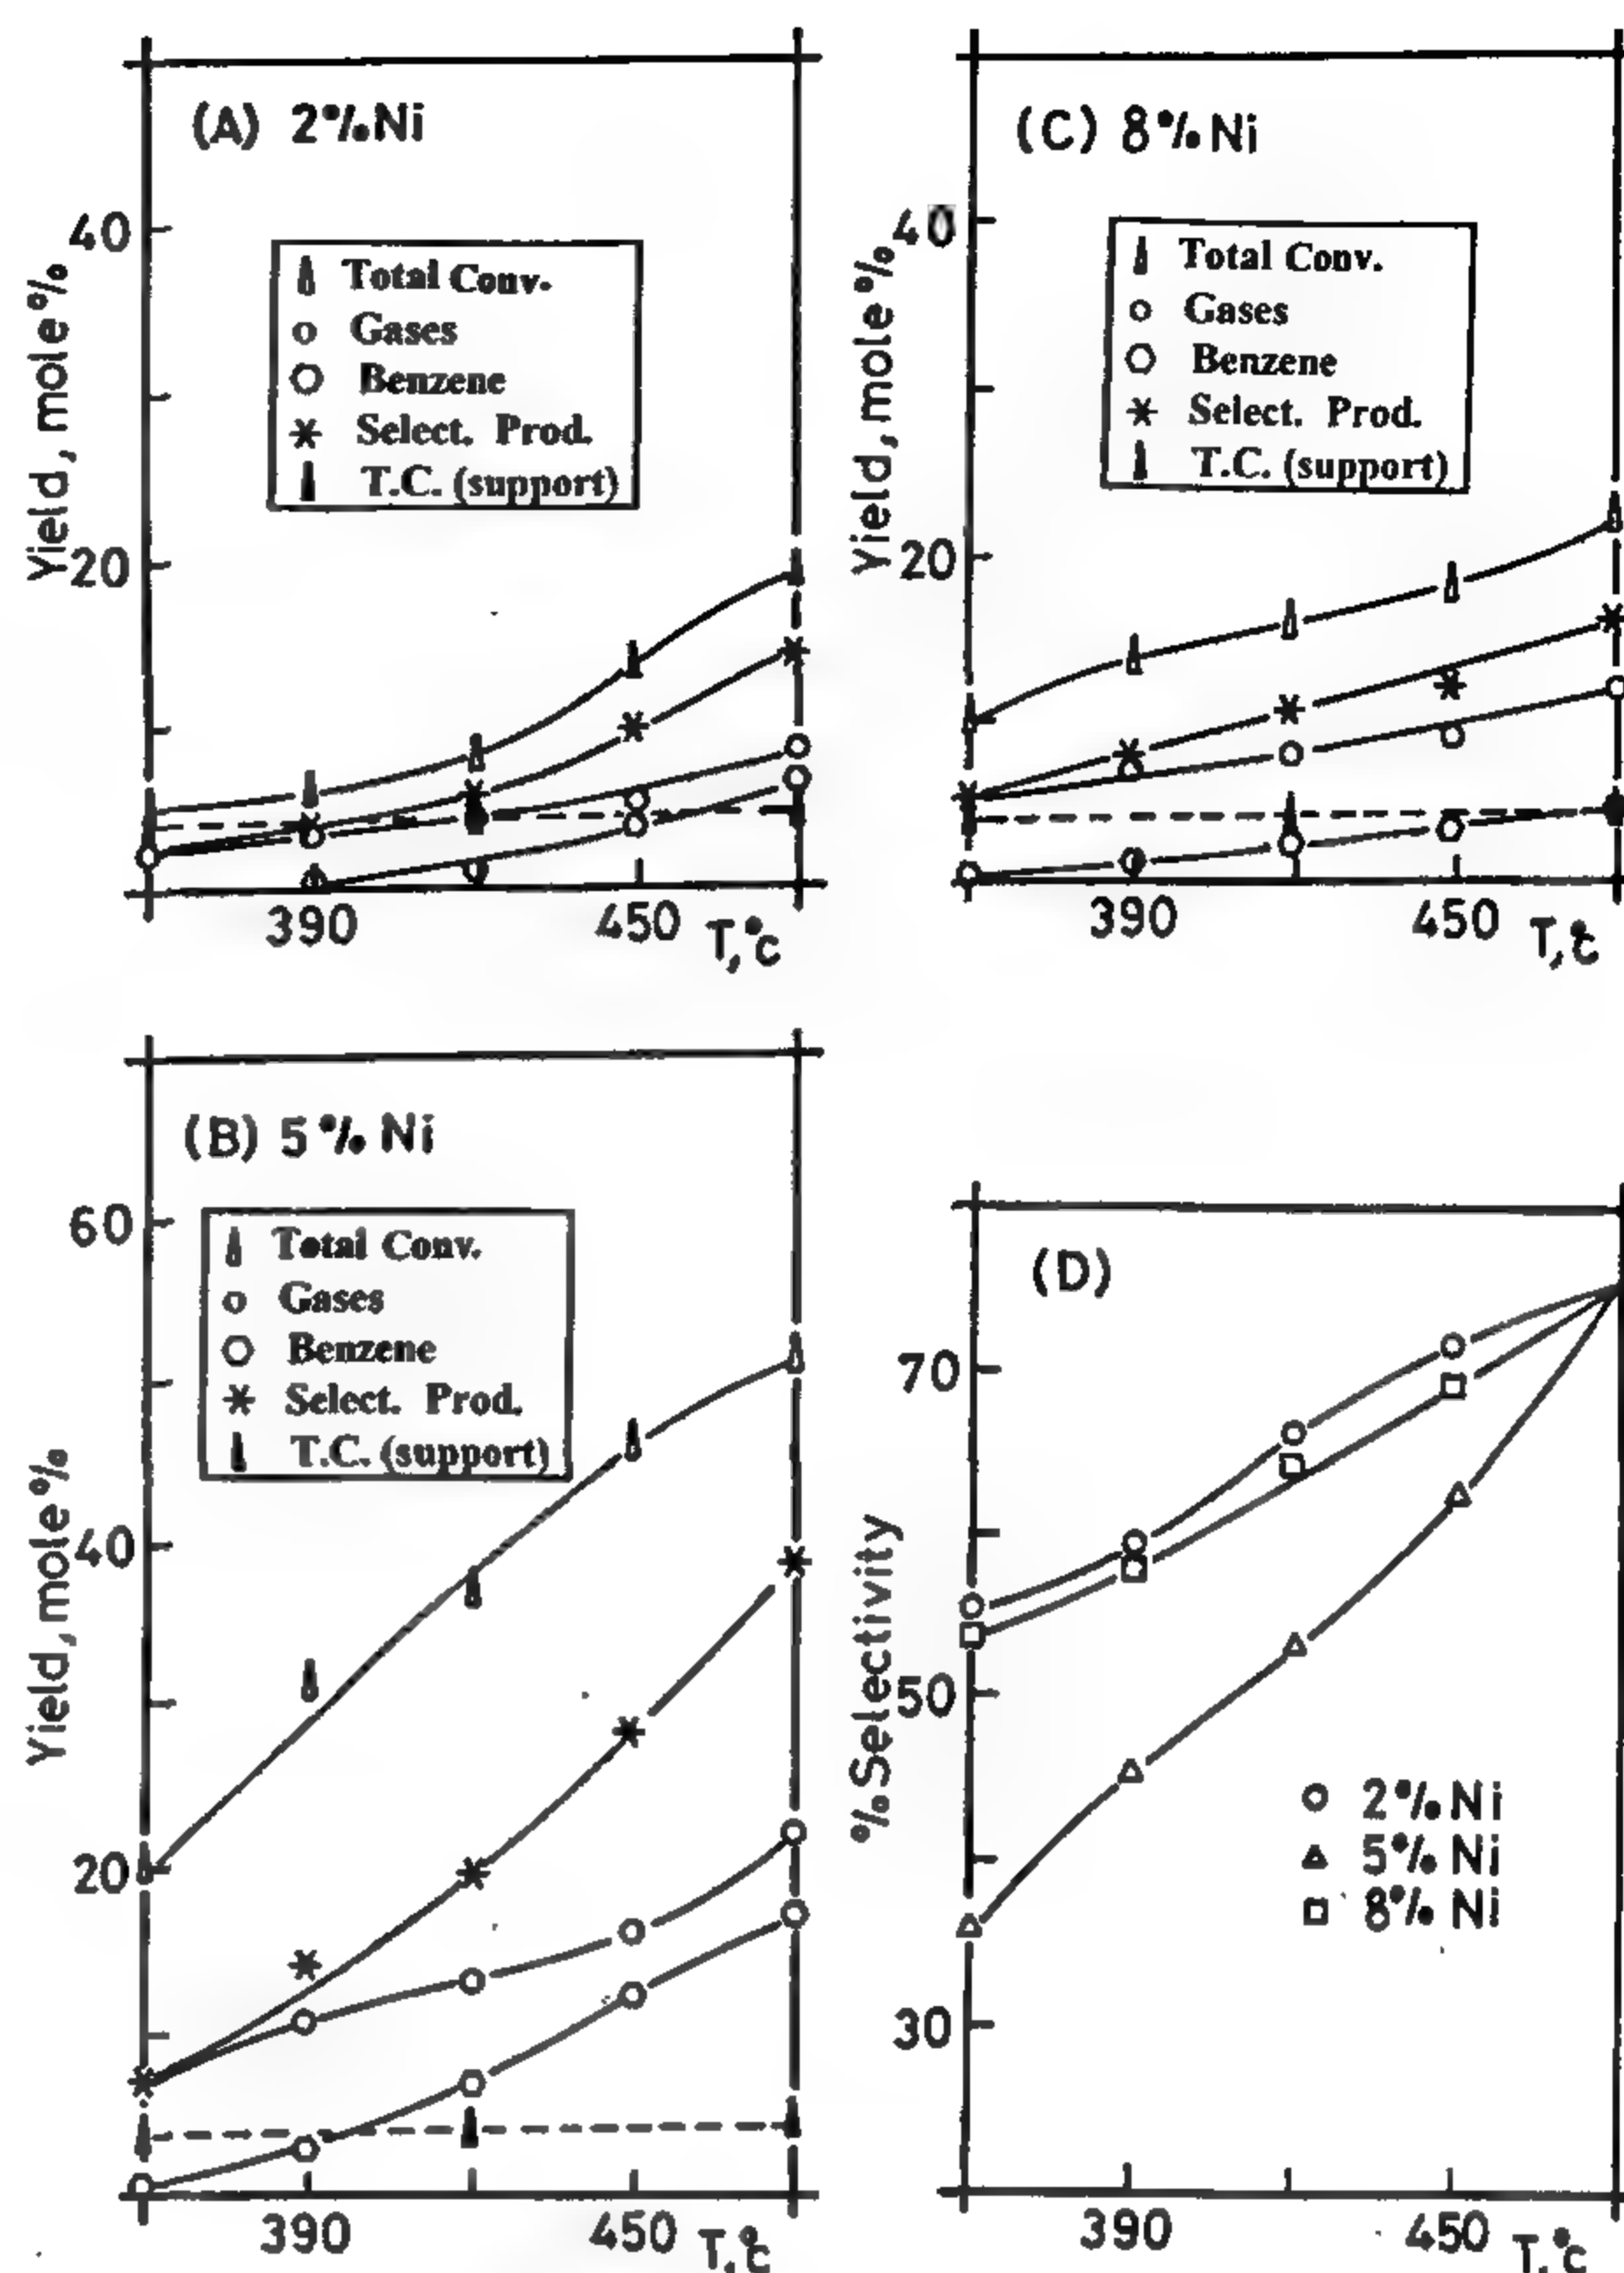 (A) 2% Ni
40
20
Yield, mole %
Total Conv.
Gases
Benzene
Select. Prod.
T.C. (support)
390
450
T, °c
(C) 8% Ni
40
20
Yield, mole %
Total Conv.
Gases
Benzene
Select. Prod.
T.C. (support)
390
450
T, °c
(B) 5% Ni
60
40
20
Yield, mole %
Total Conv.
Gases
Benzene
Select. Prod.
T.C. (support)
390
450
T, °c
(D)
70
50
30
% Selectivity
2% Ni
5% Ni
8% Ni
390
450
T, °c